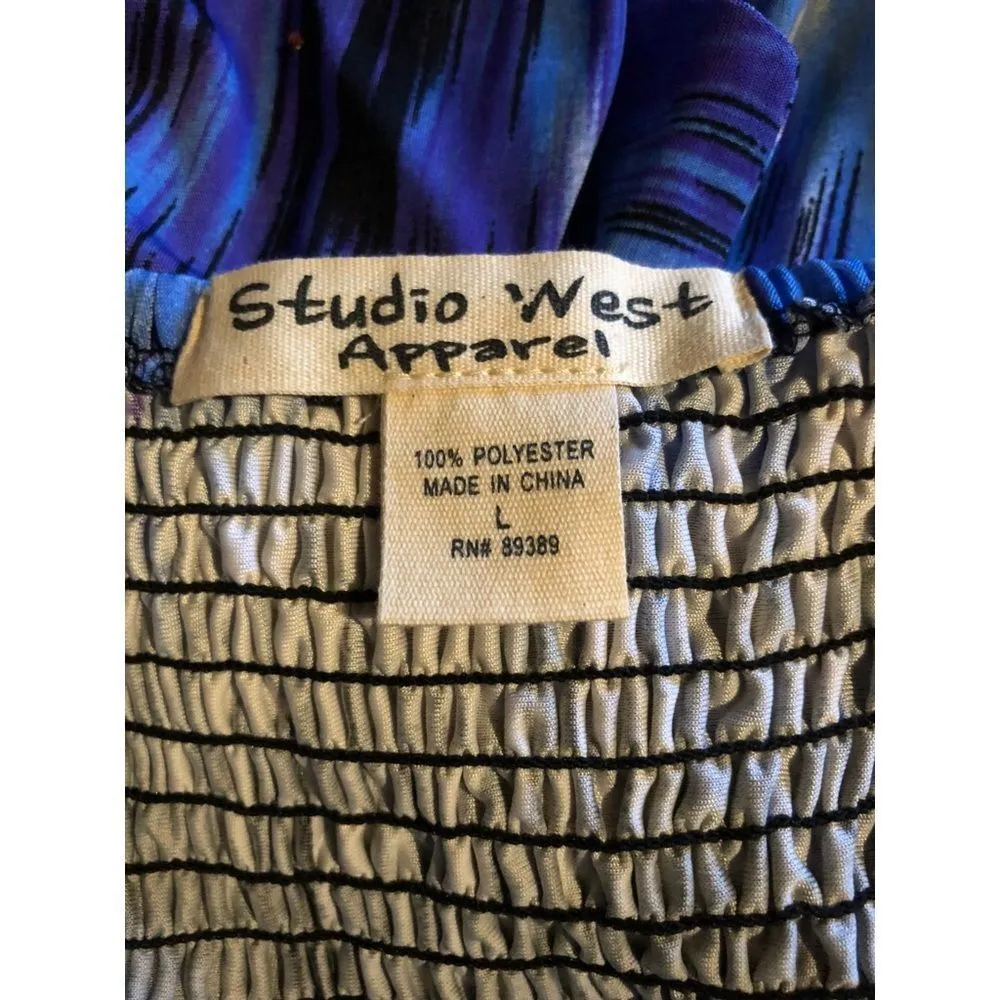 Studio West
Apparel
100% POLYESTER
MADE IN CHINA
L
RN# 89389